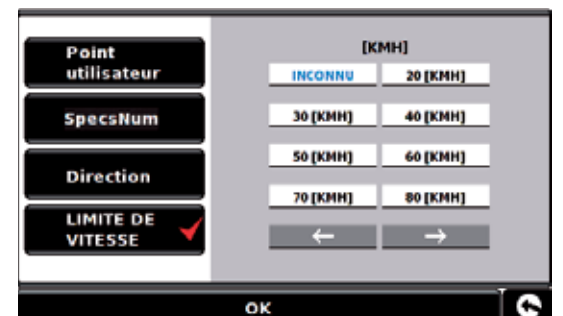 Point
utilisateur
SpecsNum
Direction
LIMITE DE
VITESSE
[KMH]
INCONNU 20 [KMH]
30 [KMH] 40 [KMH]
50 [KMH] 60 [KMH]
70 [KMH] 80 [KMH]
← →
OK